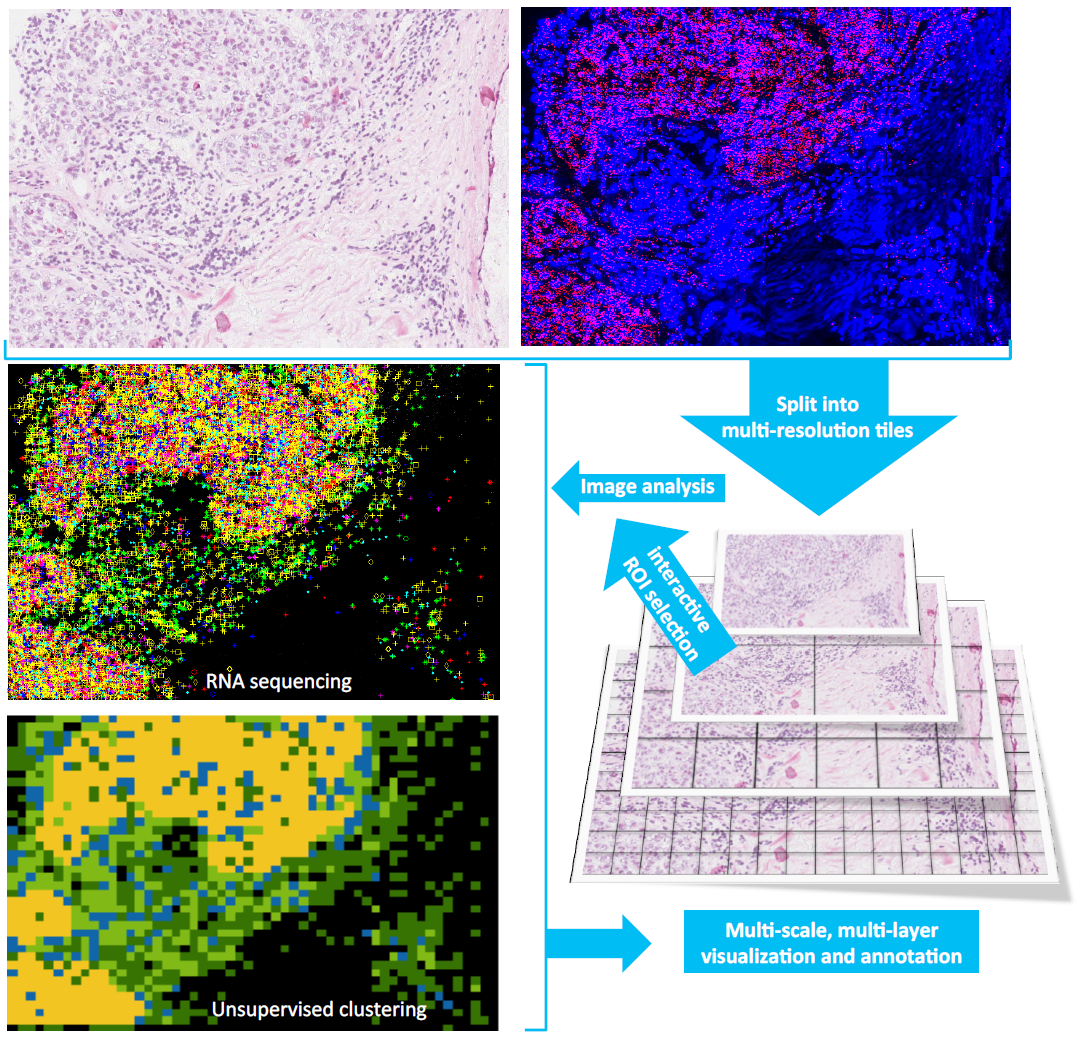 Split into
multi-resolution tiles
Image analysis
interactive
ROI selection
RNA sequencing
Unsupervised clustering
Multi-scale, multi-layer
visualization and annotation